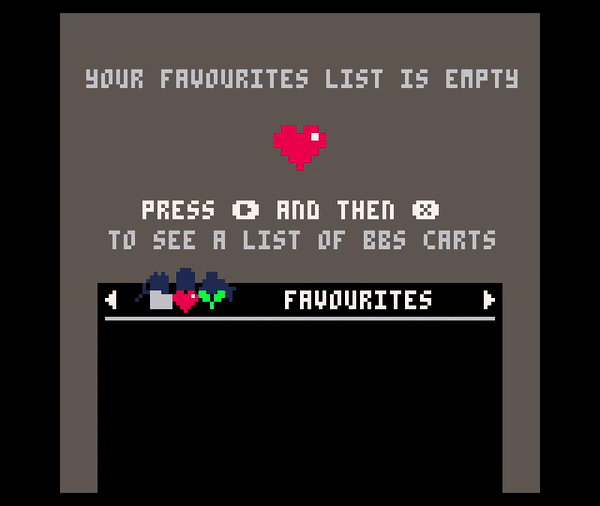 YOUR FAVOURITES LIST IS EMPTY
PRESS ▶ AND THEN ❎
TO SEE A LIST OF BBS CARTS
FAVOURITES